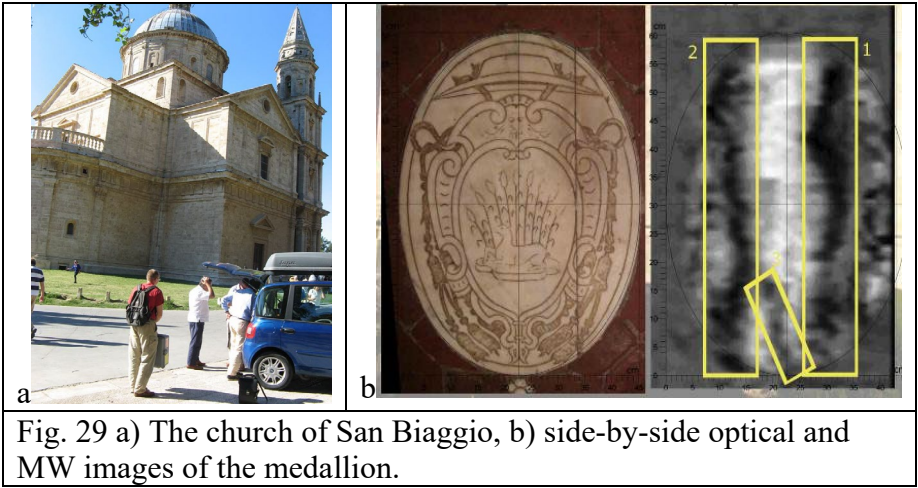 a
b
2
1
3
Fig. 29 a) The church of San Biaggio, b) side-by-side optical and
MW images of the medallion.